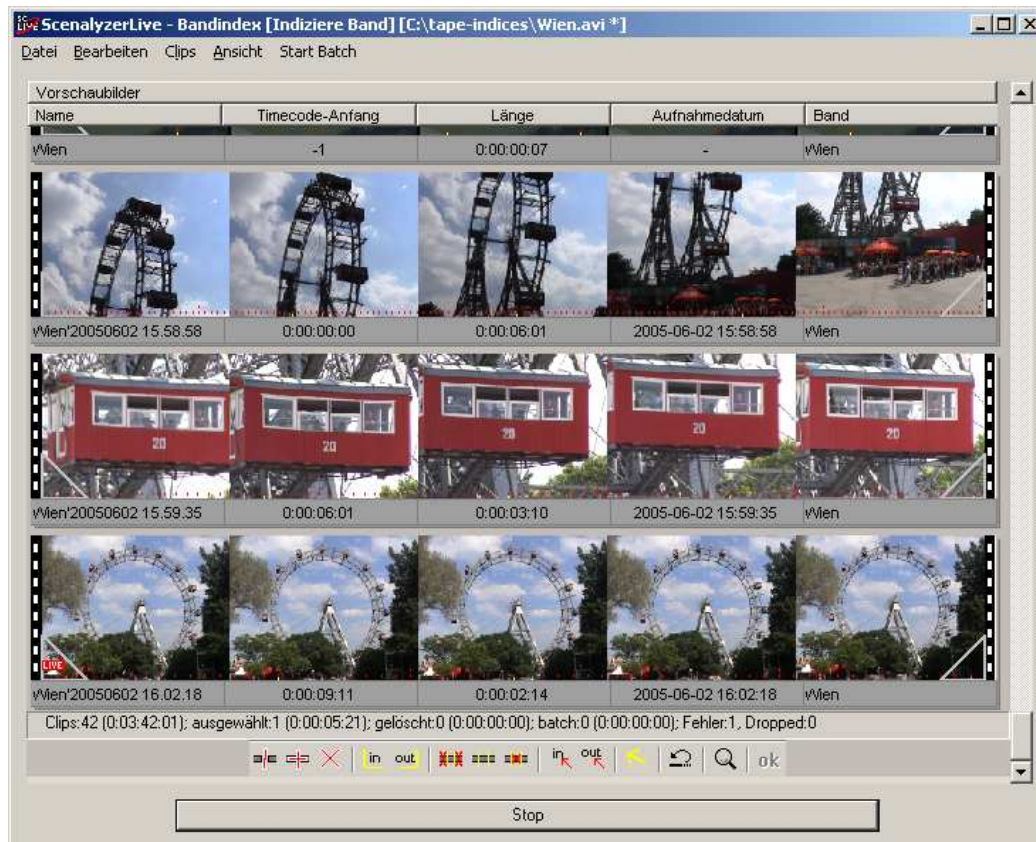 ScenalyzerLive - Bandindex [Indiziere Band] [C:\tape-indices\Wien.avi *]
Datei Bearbeiten Clips Ansicht Start Batch
Vorschaubilder
Name Timecode-Anfang Länge Aufnahmedatum Band
Wien -1 0:00:00:07 - Wien
Wien'20050602 15.58.58 0:00:00:00 0:00:06:01 2005-06-02 15:58:58 Wien
20 20 20 20 20
Wien'20050602 15.59.35 0:00:06:01 0:00:03:10 2005-06-02 15:59:35 Wien
LIVE
Wien'20050602 16.02.18 0:00:09:11 0:00:02:14 2005-06-02 16:02:18 Wien
Clips:42 (0:03:42:01); ausgewählt:1 (0:00:05:21); gelöscht:0 (0:00:00:00); batch:0 (0:00:00:00); Fehler:1, Dropped:0
in out in out ok
Stop